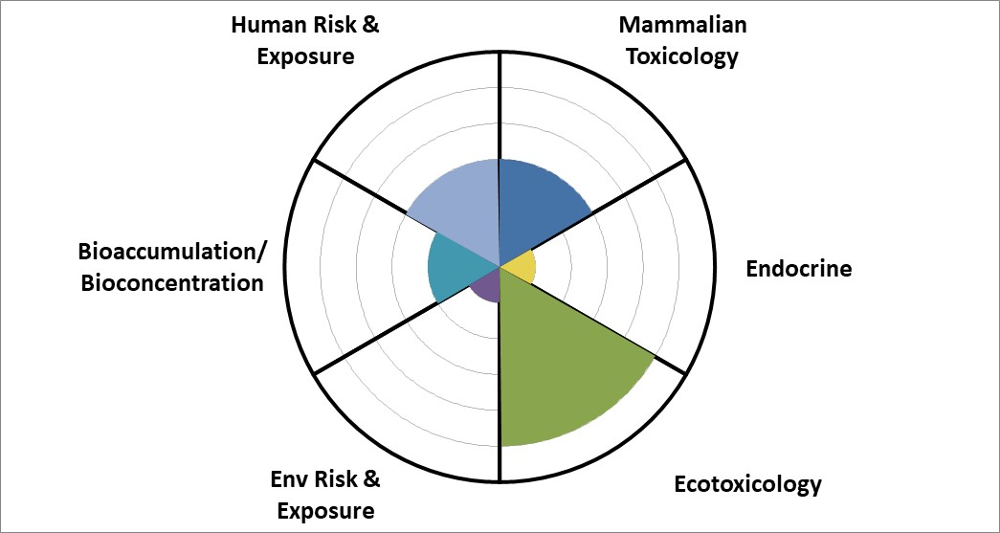 Human Risk &
Exposure
Mammalian
Toxicology
Bioaccumulation/
Bioconcentration
Endocrine
Env Risk &
Exposure
Ecotoxicology